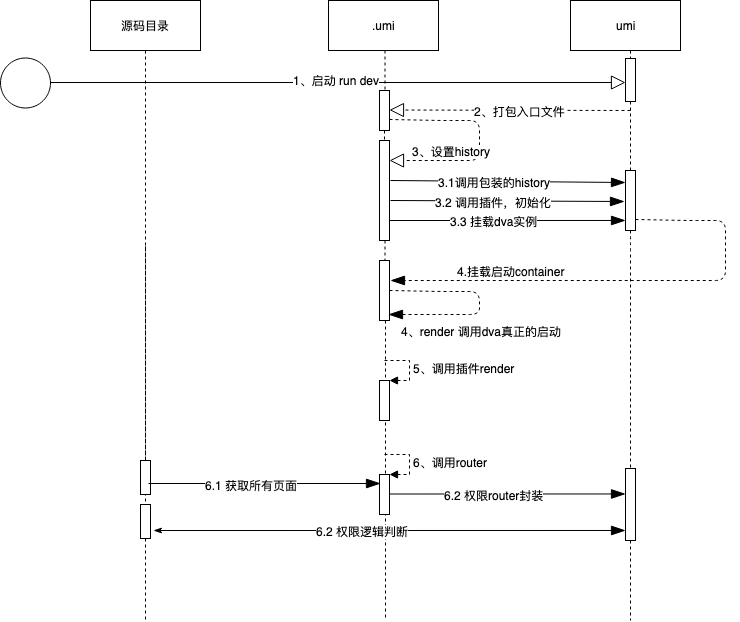 源码目录
.umi
umi
1、启动 run dev
2、打包入口文件
3、设置history
3.1调用包装的history
3.2 调用插件，初始化
3.3 挂载dva实例
4.挂载启动container
4、render 调用dva真正的启动
5、调用插件render
6、调用router
6.1 获取所有页面
6.2 权限router封装
6.2 权限逻辑判断